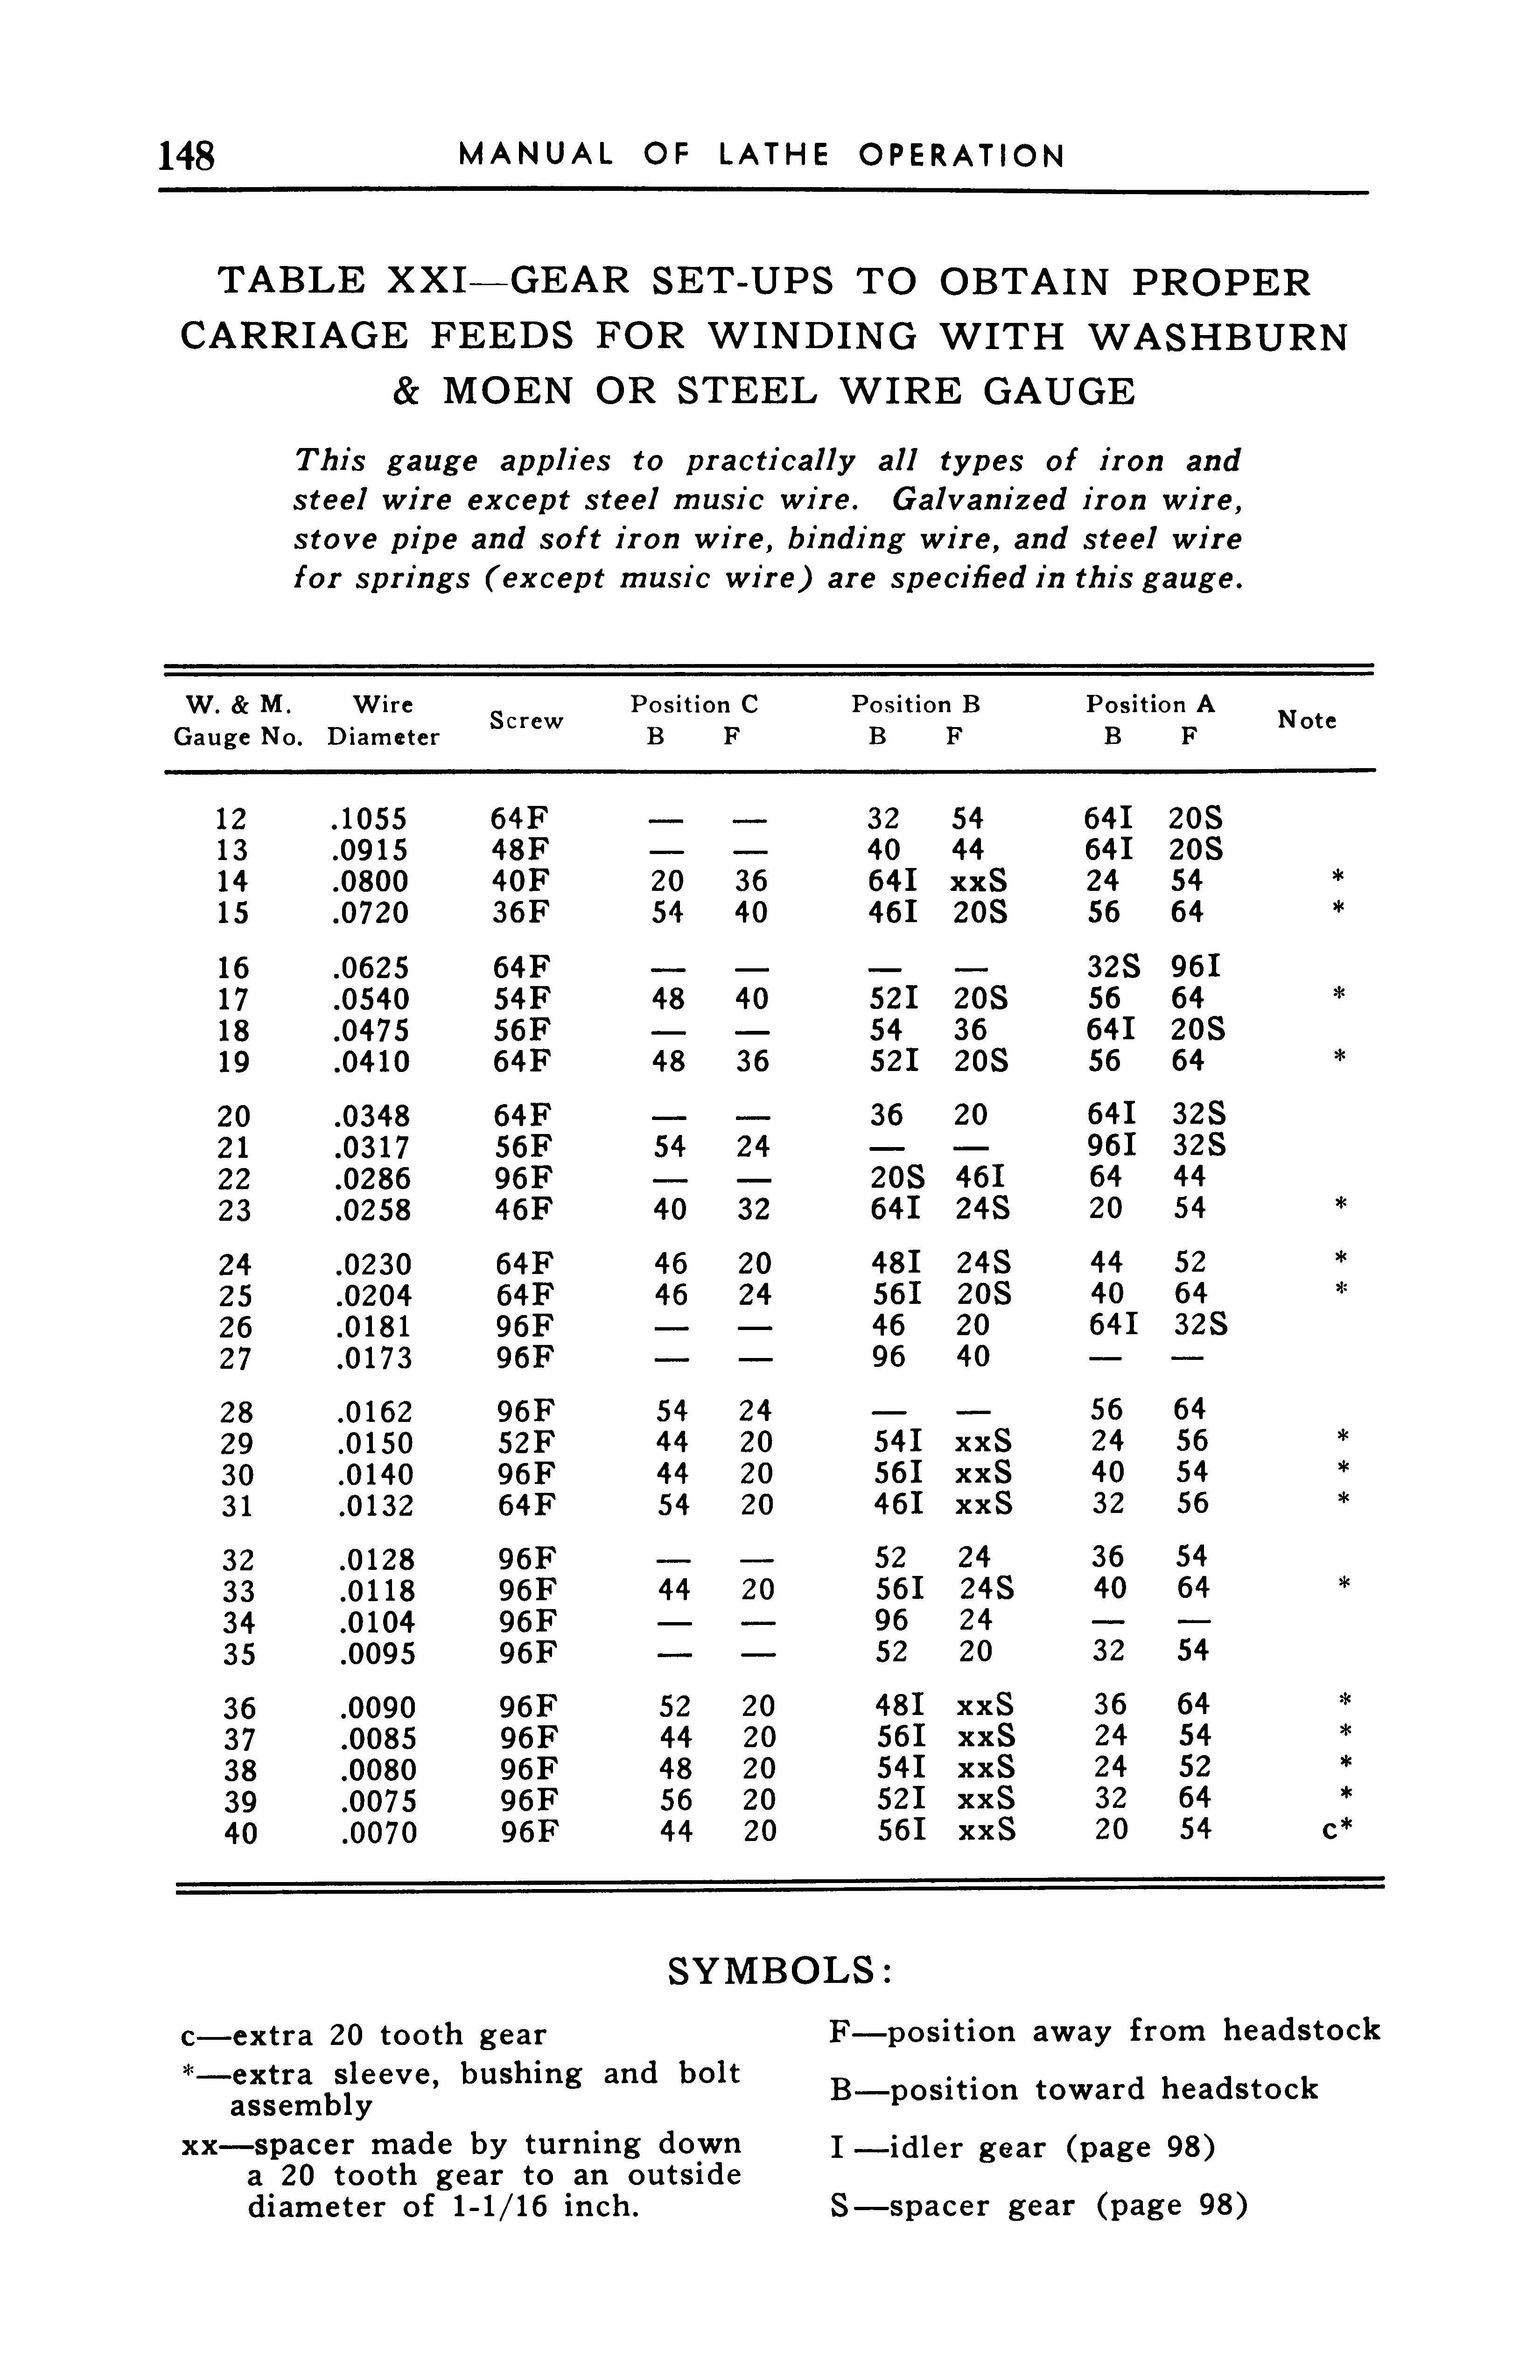 148 MANUAL OF LATHE OPERATION
TABLE XXI—GEAR SET-UPS TO OBTAIN PROPER
CARRIAGE FEEDS FOR WINDING WITH WASHBURN
& MOEN OR STEEL WIRE GAUGE
This gauge applies to practically all types of iron and
steel wire except steel music wire. Galvanized iron wire,
stove pipe and soft iron wire, binding wire, and steel wire
for springs (except music wire) are specified in this gauge.
W. & M. Wire Screw Position C Position B Position A Note
Gauge No. Diameter B F B F B F
12 .1055 64F — — 32 54 64I 20S
13 .0915 48F — — 40 44 64I 20S
14 .0800 40F 20 36 64I xxS 24 54 *
15 .0720 36F 54 40 46I 20S 56 64 *
16 .0625 64F — — — — 32S 96I
17 .0540 54F 48 40 52I 20S 56 64 *
18 .0475 56F — — 54 36 64I 20S
19 .0410 64F 48 36 52I 20S 56 64 *
20 .0348 64F — — 36 20 64I 32S
21 .0317 56F 54 24 — — 96I 32S
22 .0286 96F — — 20S 46I 64 44
23 .0258 46F 40 32 64I 24S 20 54 *
24 .0230 64F 46 20 48I 24S 44 52 *
25 .0204 64F 46 24 56I 20S 40 64 *
26 .0181 96F — — 46 20 64I 32S
27 .0173 96F — — 96 40 — —
28 .0162 96F 54 24 — — 56 64
29 .0150 52F 44 20 54I xxS 24 56 *
30 .0140 96F 44 20 56I xxS 40 54 *
31 .0132 64F 54 20 46I xxS 32 56 *
32 .0128 96F — — 52 24 36 54
33 .0118 96F 44 20 56I 24S 40 64 *
34 .0104 96F — — 96 24 — —
35 .0095 96F — — 52 20 32 54
36 .0090 96F 52 20 48I xxS 36 64 *
37 .0085 96F 44 20 56I xxS 24 54 *
38 .0080 96F 48 20 54I xxS 24 52 *
39 .0075 96F 56 20 52I xxS 32 64 *
40 .0070 96F 44 20 56I xxS 20 54 c*
SYMBOLS:
c—extra 20 tooth gear
*—extra sleeve, bushing and bolt
assembly
xx—spacer made by turning down
a 20 tooth gear to an outside
diameter of 1-1/16 inch.
F—position away from headstock
B—position toward headstock
I—idler gear (page 98)
S—spacer gear (page 98)